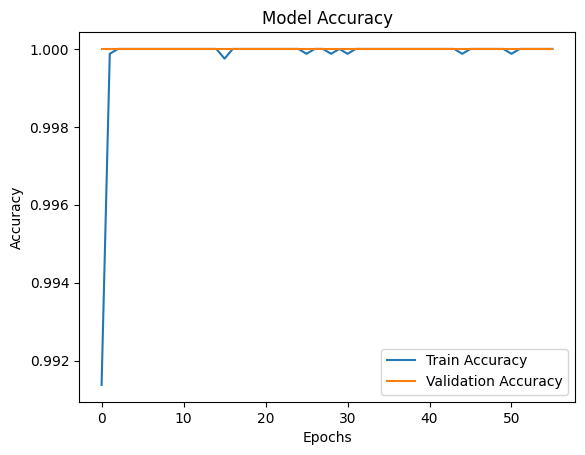 Model Accuracy
1.000
0.998
0.996
0.994
0.992
Accuracy
Train Accuracy
Validation Accuracy
0 10 20 30 40 50
Epochs